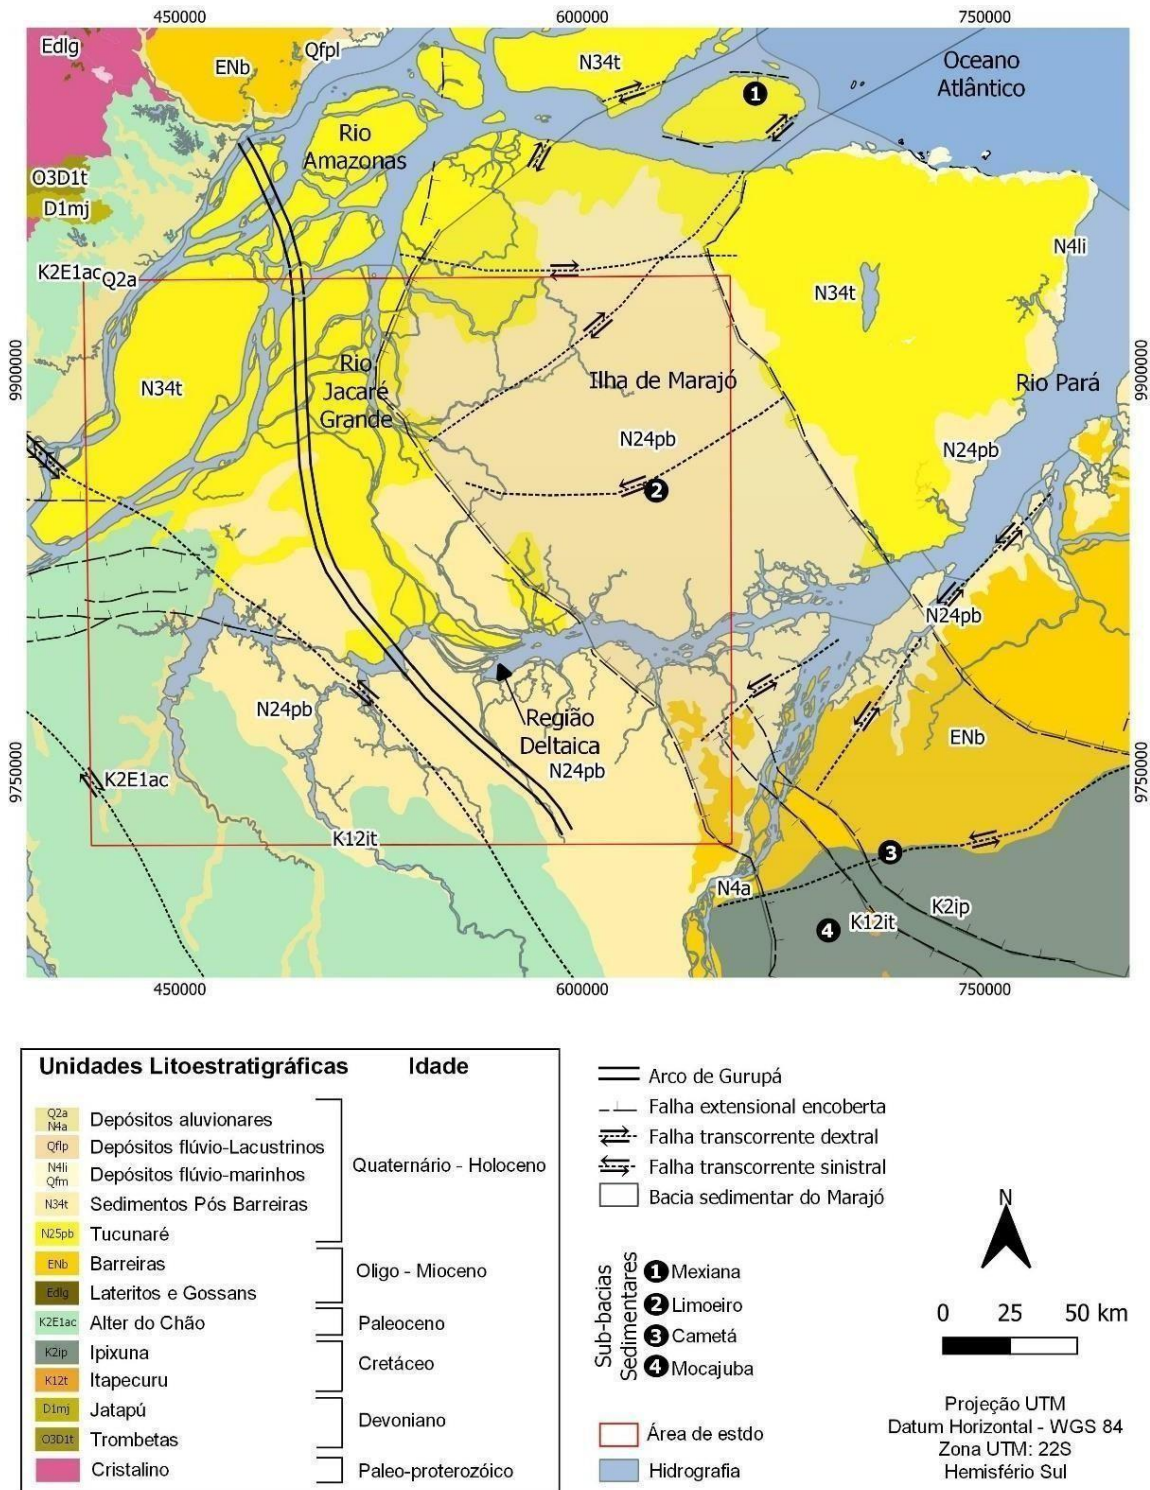 450000
600000
750000
Edlg
ENb
Qfpl
N34t
Oceano
Atlântico
1
Rio
Amazonas
O3D1t
D1mj
N4li
K2E1ac
Q2a
N34t
9900000
9900000
N34t
Rio
Jacaré
Grande
Ilha de Marajó
Rio Pará
N24pb
N24pb
2
N24pb
N24pb
Região
Deltaica
N24pb
ENb
9750000
9750000
K2E1ac
K12it
3
N4a
K12it
K2ip
4
450000
600000
750000
Unidades Litoestratigráficas Idade
Q2a
N4a
Depósitos aluvionares
Qflp Depósitos flúvio-Lacustrinos
N4li
Qfm
Depósitos flúvio-marinhos
N34t Sedimentos Pós Barreiras
N25pb Tucunaré
Quaternário - Holoceno
ENb Barreiras
Edlg Lateritos e Gossans
Oligo - Mioceno
K2E1ac Alter do Chão
Paleoceno
K2ip Ipixuna
K12t Itapecuru
Cretáceo
D1mj Jatapú
O3D1t Trombetas
Devoniano
Cristalino
Paleo-proterozóico
Arco de Gurupá
Falha extensional encoberta
Falha transcorrente dextral
Falha transcorrente sinistral
Bacia sedimentar do Marajó
Sub-bacias
Sedimentares
1 Mexiana
2 Limoeiro
3 Cametá
4 Mocajuba
Área de estdo
Hidrografia
N
0 25 50 km
Projeção UTM
Datum Horizontal - WGS 84
Zona UTM: 22S
Hemisfério Sul